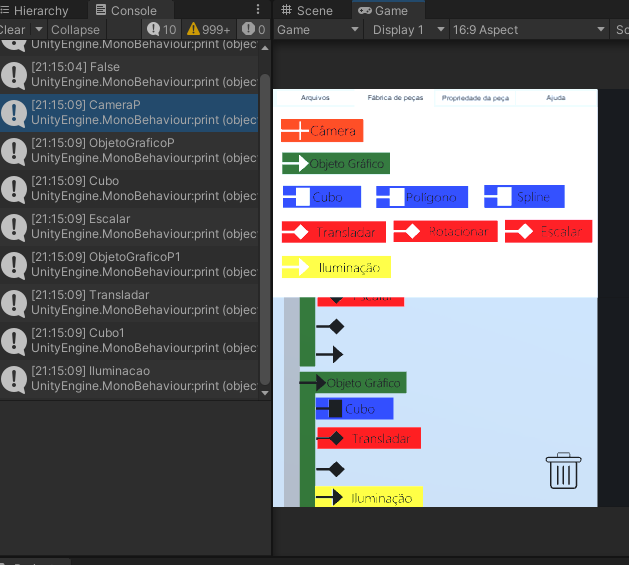 Hierarchy
Console
Scene
Game
Clear
Collapse
10
999+
0
Game
Display 1
16:9 Aspect
UnityEngine.MonoBehaviour:print (objec
[21:15:04] False
UnityEngine.MonoBehaviour:print (objec
[21:15:09] CameraP
UnityEngine.MonoBehaviour:print (objec
[21:15:09] ObjetoGraficoP
UnityEngine.MonoBehaviour:print (objec
[21:15:09] Cubo
UnityEngine.MonoBehaviour:print (objec
[21:15:09] Escalar
UnityEngine.MonoBehaviour:print (objec
[21:15:09] ObjetoGraficoP1
UnityEngine.MonoBehaviour:print (objec
[21:15:09] Transladar
UnityEngine.MonoBehaviour:print (objec
[21:15:09] Cubo1
UnityEngine.MonoBehaviour:print (objec
[21:15:09] Iluminacao
UnityEngine.MonoBehaviour:print (objec
Arquivos
Fábrica de peças
Propriedade da peça
Ajuda
Câmera
Objeto Gráfico
Cubo
Polígono
Spline
Transladar
Rotacionar
Escalar
Iluminação
Escalar
Objeto Gráfico
Cubo
Transladar
Iluminação